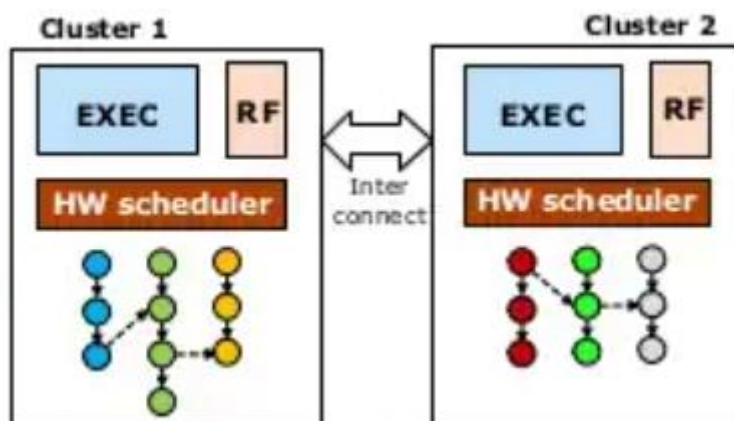 Cluster 1
Cluster 2
EXEC
RF
EXEC
RF
Inter
connect
HW scheduler
HW scheduler